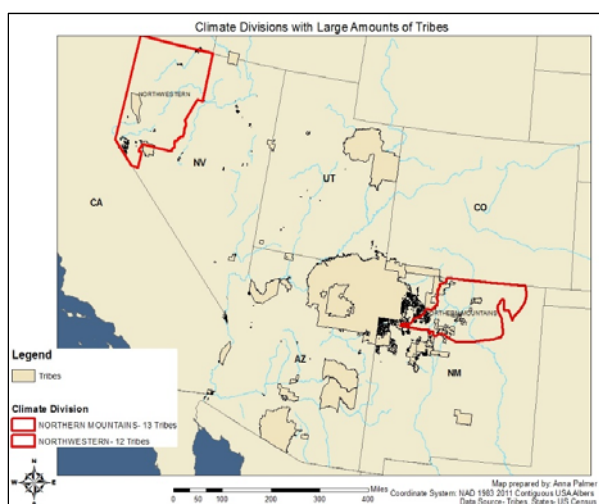 Climate Divisions with Large Amounts of Tribes
NORTHWESTERN
NV
UT
CA
CO
NORTHERN MOUNTAINS
AZ
NM
Legend
Tribes
Climate Division
NORTHERN MOUNTAINS- 13 Tribes
NORTHWESTERN- 12 Tribes
N
W E
S
Miles
0 50 100 200 300 400
Map prepared by: Anna Palmer
Coordinate System: NAD 1983 2011 Contiguous USA Albers
Data Source- Tribes, States- US Census